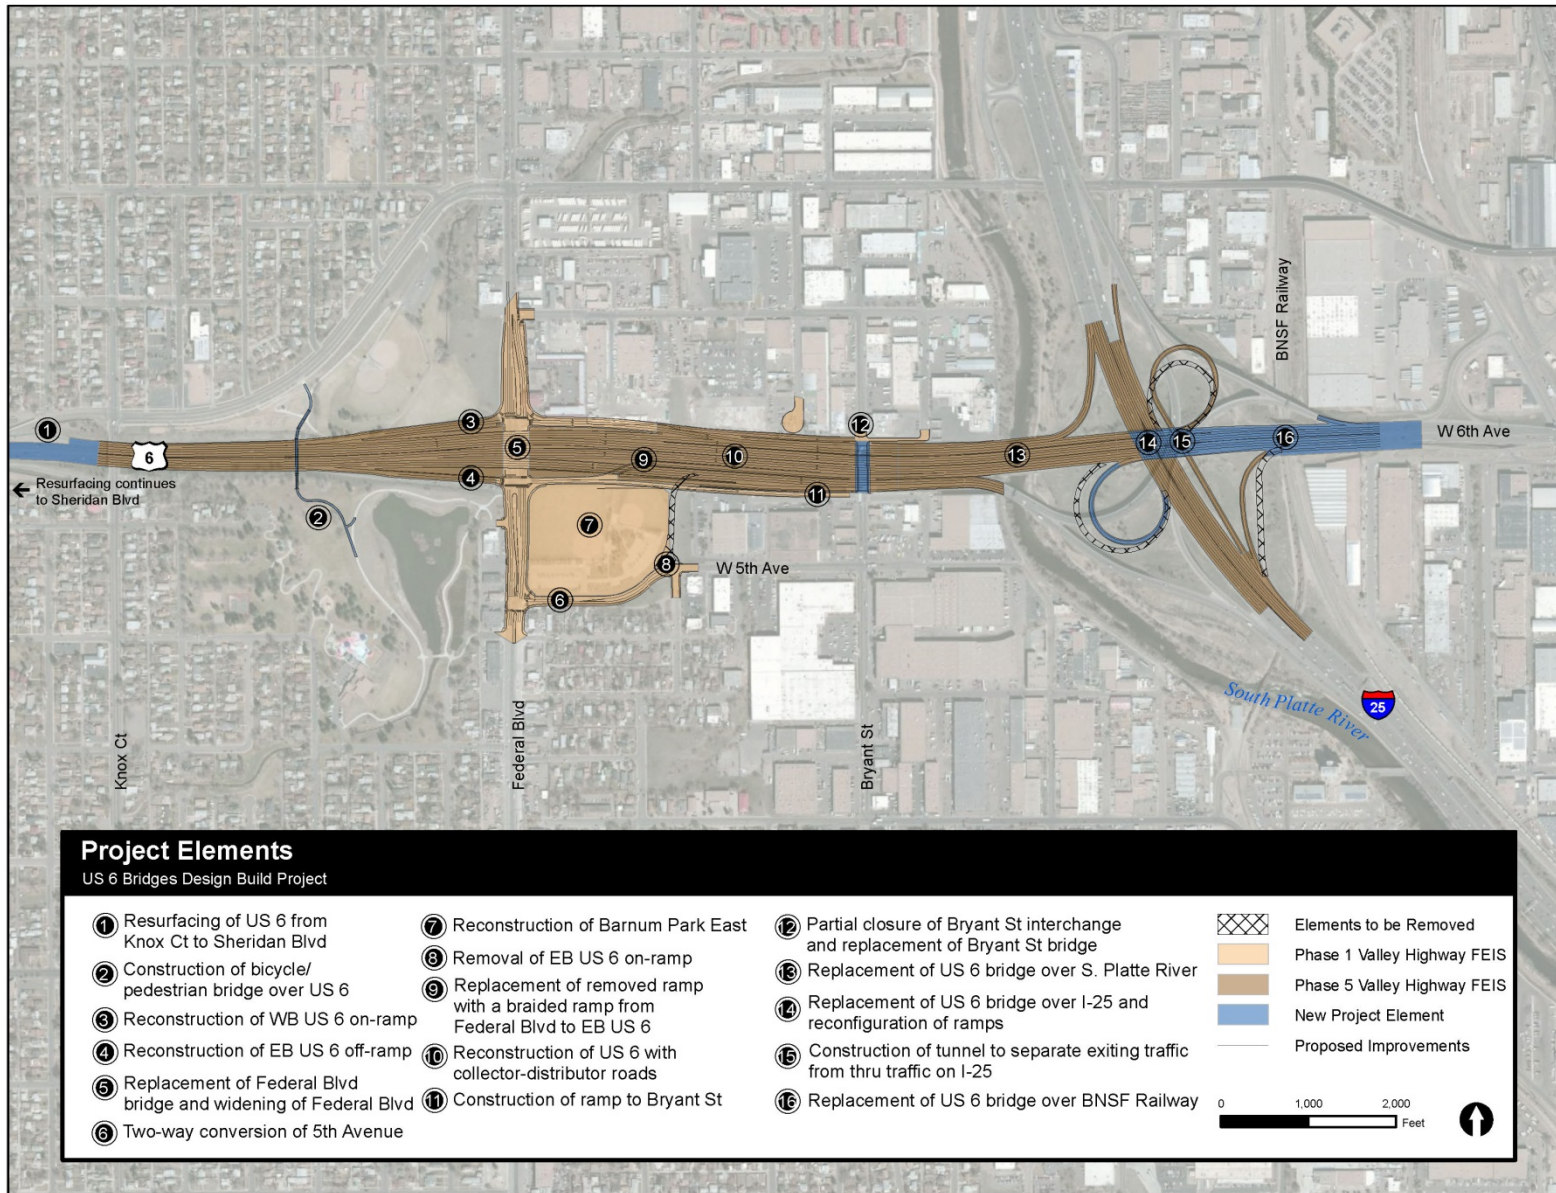 BNSF Railway
1
3
12
5
14
15
16
W 6th Ave
6
9
10
13
4
11
Resurfacing continues
to Sheridan Blvd
2
7
8
W 5th Ave
6
South Platte River
25
Knox Ct
Federal Blvd
Bryant St
Project Elements
US 6 Bridges Design Build Project
1 Resurfacing of US 6 from
Knox Ct to Sheridan Blvd
2 Construction of bicycle/
pedestrian bridge over US 6
3 Reconstruction of WB US 6 on-ramp
4 Reconstruction of EB US 6 off-ramp
5 Replacement of Federal Blvd
bridge and widening of Federal Blvd
6 Two-way conversion of 5th Avenue
7 Reconstruction of Barnum Park East
8 Removal of EB US 6 on-ramp
9 Replacement of removed ramp
with a braided ramp from
Federal Blvd to EB US 6
10 Reconstruction of US 6 with
collector-distributor roads
11 Construction of ramp to Bryant St
12 Partial closure of Bryant St interchange
and replacement of Bryant St bridge
13 Replacement of US 6 bridge over S. Platte River
14 Replacement of US 6 bridge over I-25 and
reconfiguration of ramps
15 Construction of tunnel to separate exiting traffic
from thru traffic on I-25
16 Replacement of US 6 bridge over BNSF Railway
Elements to be Removed
Phase 1 Valley Highway FEIS
Phase 5 Valley Highway FEIS
New Project Element
Proposed Improvements
0 1,000 2,000
Feet